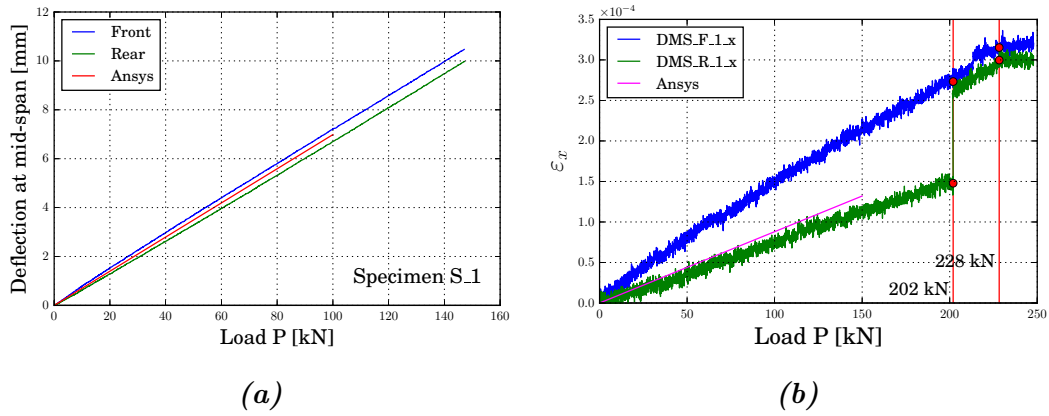 Deflection at mid-span [mm]
12
10
8
6
4
2
0
Front
Rear
Ansys
Specimen S_1
0 20 40 60 80 100 120 140 160
Load P [kN]
(a)
×10⁻⁴
ε_x
3.5
3.0
2.5
2.0
1.5
1.0
0.5
0.0
DMS_F_1_x
DMS_R_1_x
Ansys
228 kN
202 kN
0 50 100 150 200 250
Load P [kN]
(b)